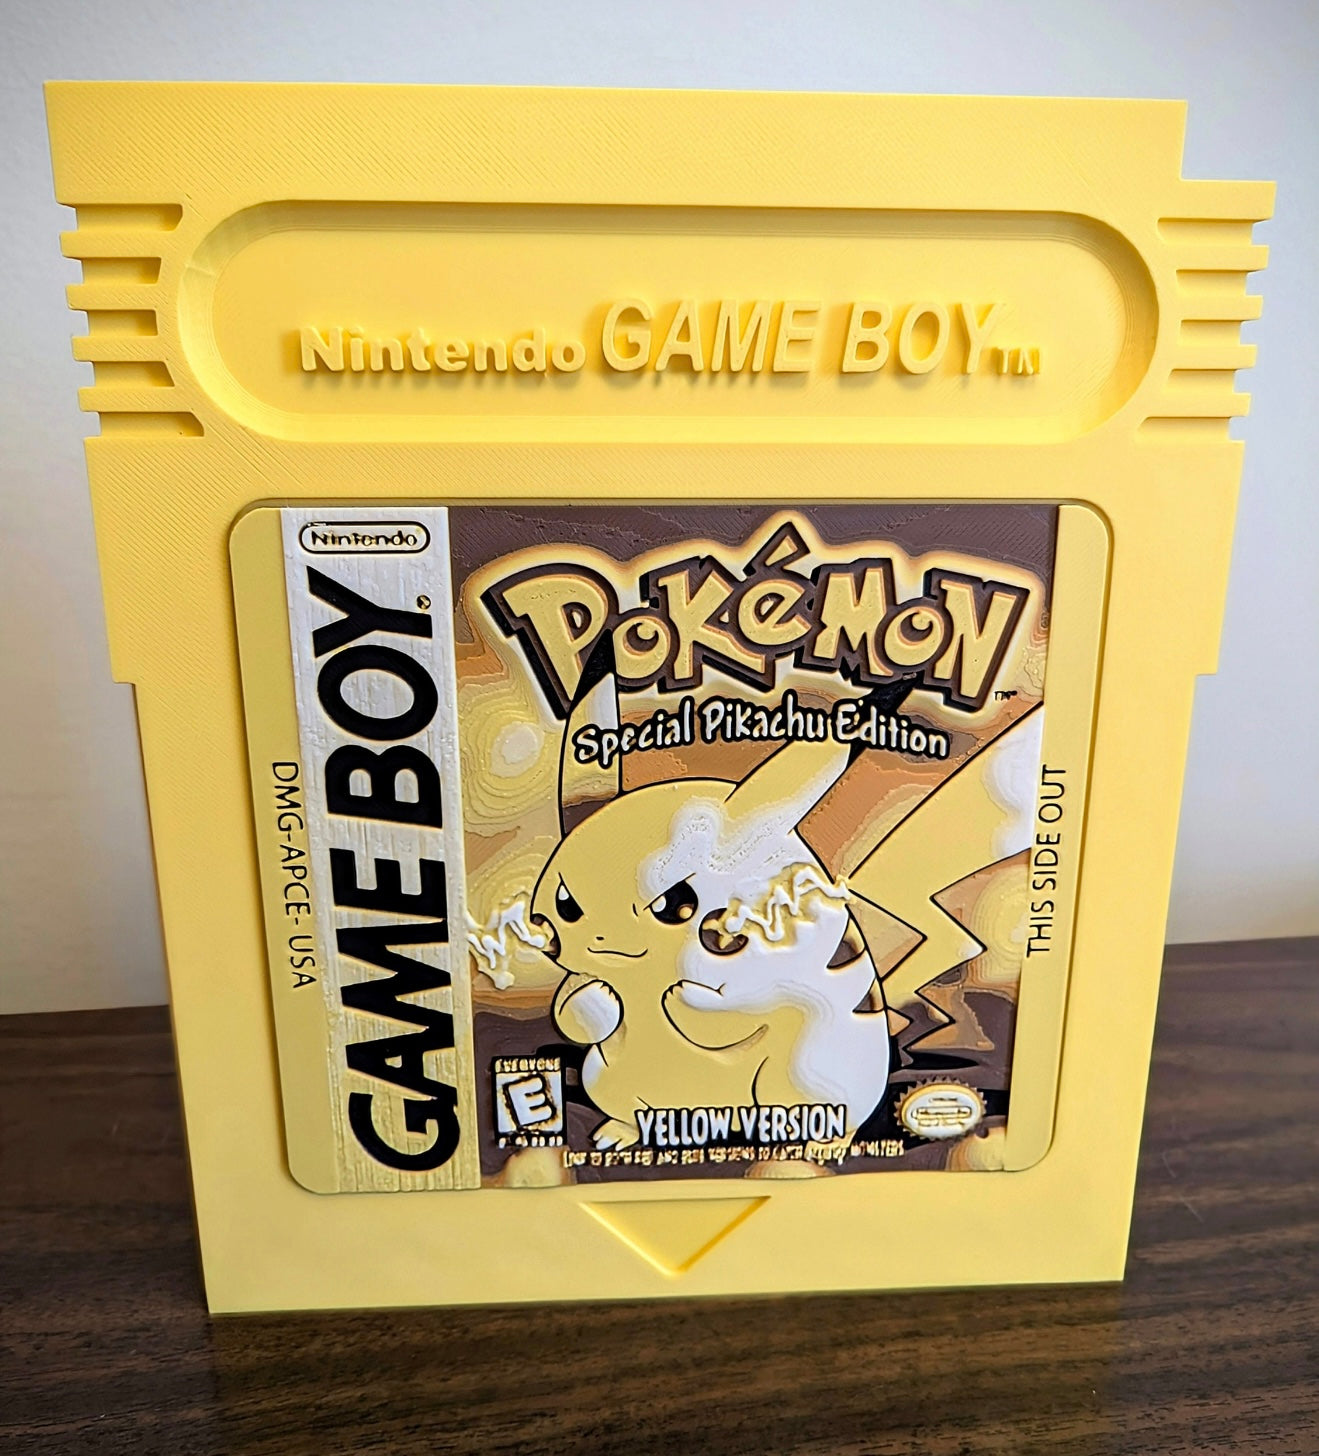 Nintendo GAME BOY TM
Nintendo
GAME BOY
DMG-APCE-USA
POKéMON
TM
Special Pikachu Edition
THIS SIDE OUT
EVERYONE
E
YELLOW VERSION